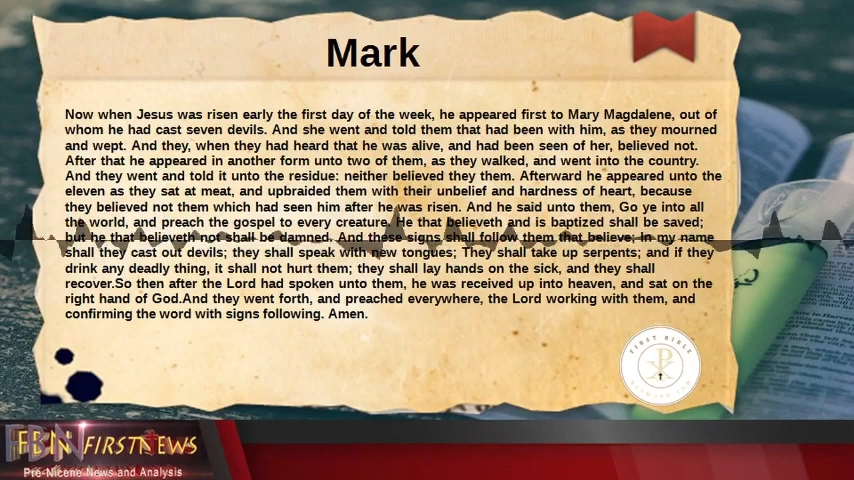 Mark
Now when Jesus was risen early the first day of the week, he appeared first to Mary Magdalene, out of
whom he had cast seven devils. And she went and told them that had been with him, as they mourned
and wept. And they, when they had heard that he was alive, and had been seen of her, believed not.
After that he appeared in another form unto two of them, as they walked, and went into the country.
And they went and told it unto the residue: neither believed they them. Afterward he appeared unto the
eleven as they sat at meat, and upbraided them with their unbelief and hardness of heart, because
they believed not them which had seen him after he was risen. And he said unto them, Go ye into all
the world, and preach the gospel to every creature. He that believeth and is baptized shall be saved;
but he that believeth not shall be damned. And these signs shall follow them that believe; In my name
shall they cast out devils; they shall speak with new tongues; They shall take up serpents; and if they
drink any deadly thing, it shall not hurt them; they shall lay hands on the sick, and they shall
recover.So then after the Lord had spoken unto them, he was received up into heaven, and sat on the
right hand of God.And they went forth, and preached everywhere, the Lord working with them, and
confirming the word with signs following. Amen.
FIRST BIBLE
FBN FIRSTNEWS
Pre-Nicene News and Analysis